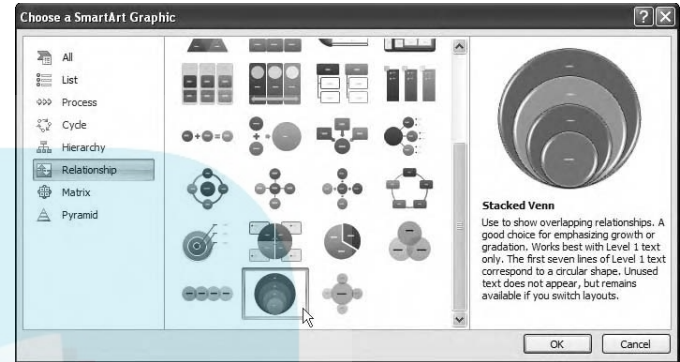 Choose a SmartArt Graphic
All
List
Process
Cycle
Hierarchy
Relationship
Matrix
Pyramid
Stacked Venn
Use to show overlapping relationships. A
good choice for emphasizing growth or
gradation. Works best with Level 1 text
only. The first seven lines of Level 1 text
correspond to a circular shape. Unused
text does not appear, but remains
available if you switch layouts.
OK
Cancel